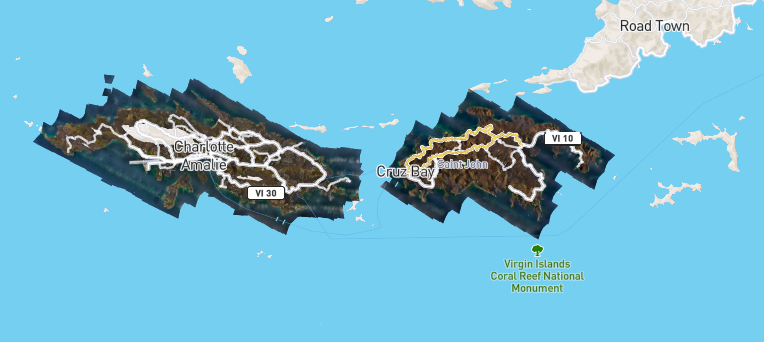 Road Town
VI 10
Charlotte
Amalie
Saint John
Cruz Bay
VI 30
Virgin Islands
Coral Reef National
Monument